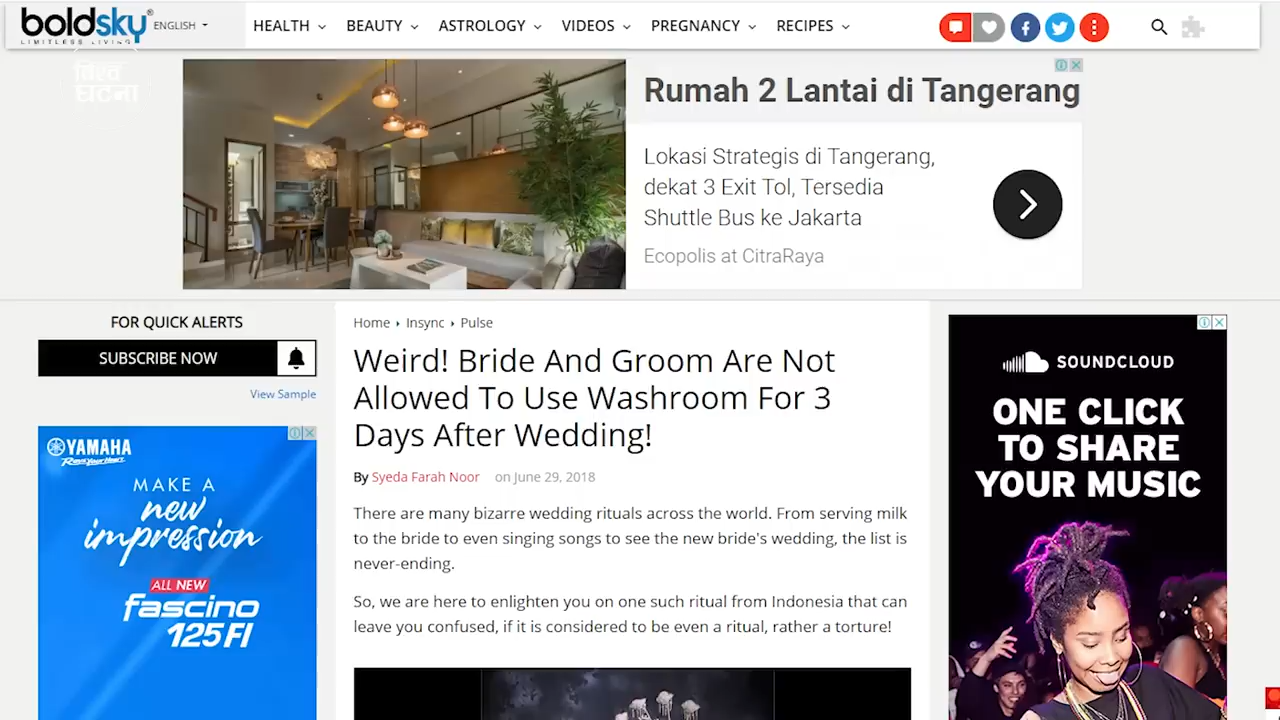 boldsky®
LIMITLESS LIVING
ENGLISH
HEALTH
BEAUTY
ASTROLOGY
VIDEOS
PREGNANCY
RECIPES
विश्व
घटना
Rumah 2 Lantai di Tangerang
Lokasi Strategis di Tangerang,
dekat 3 Exit Tol, Tersedia
Shuttle Bus ke Jakarta
Ecopolis at CitraRaya
FOR QUICK ALERTS
SUBSCRIBE NOW
View Sample
YAMAHA
Revs Your Heart
MAKE A
new
impression
ALL NEW
fascino
125FI
Home › Insync › Pulse
Weird! Bride And Groom Are Not
Allowed To Use Washroom For 3
Days After Wedding!
By Syeda Farah Noor on June 29, 2018
There are many bizarre wedding rituals across the world. From serving milk
to the bride to even singing songs to see the new bride's wedding, the list is
never-ending.
So, we are here to enlighten you on one such ritual from Indonesia that can
leave you confused, if it is considered to be even a ritual, rather a torture!
SOUNDCLOUD
ONE CLICK
TO SHARE
YOUR MUSIC